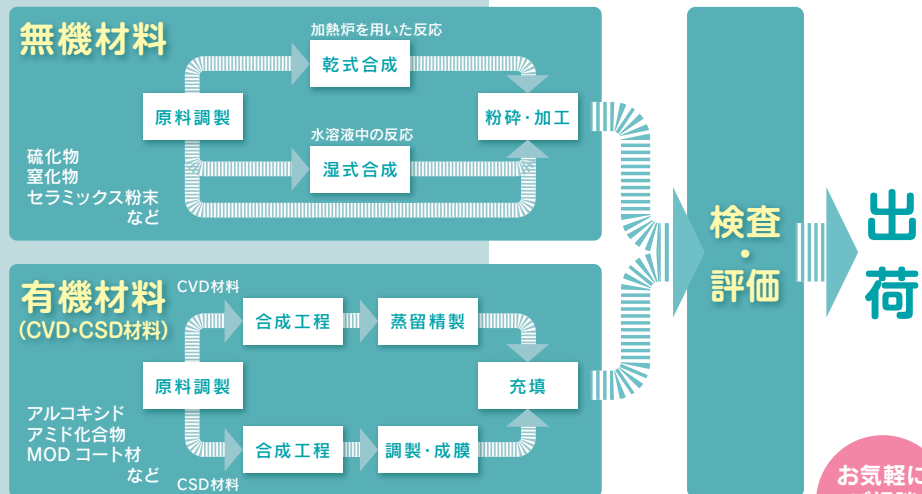 無機材料
加熱炉を用いた反応
乾式合成
原料調製
粉砕・加工
水溶液中の反応
湿式合成
硫化物
窒化物
セラミックス粉末
など
有機材料
(CVD・CSD材料)
CVD材料
合成工程
蒸留精製
原料調製
充填
アルコキシド
アミド化合物
MOD コート材
など
合成工程
調製・成膜
CSD材料
検査
・
評価
出
荷
お気軽に